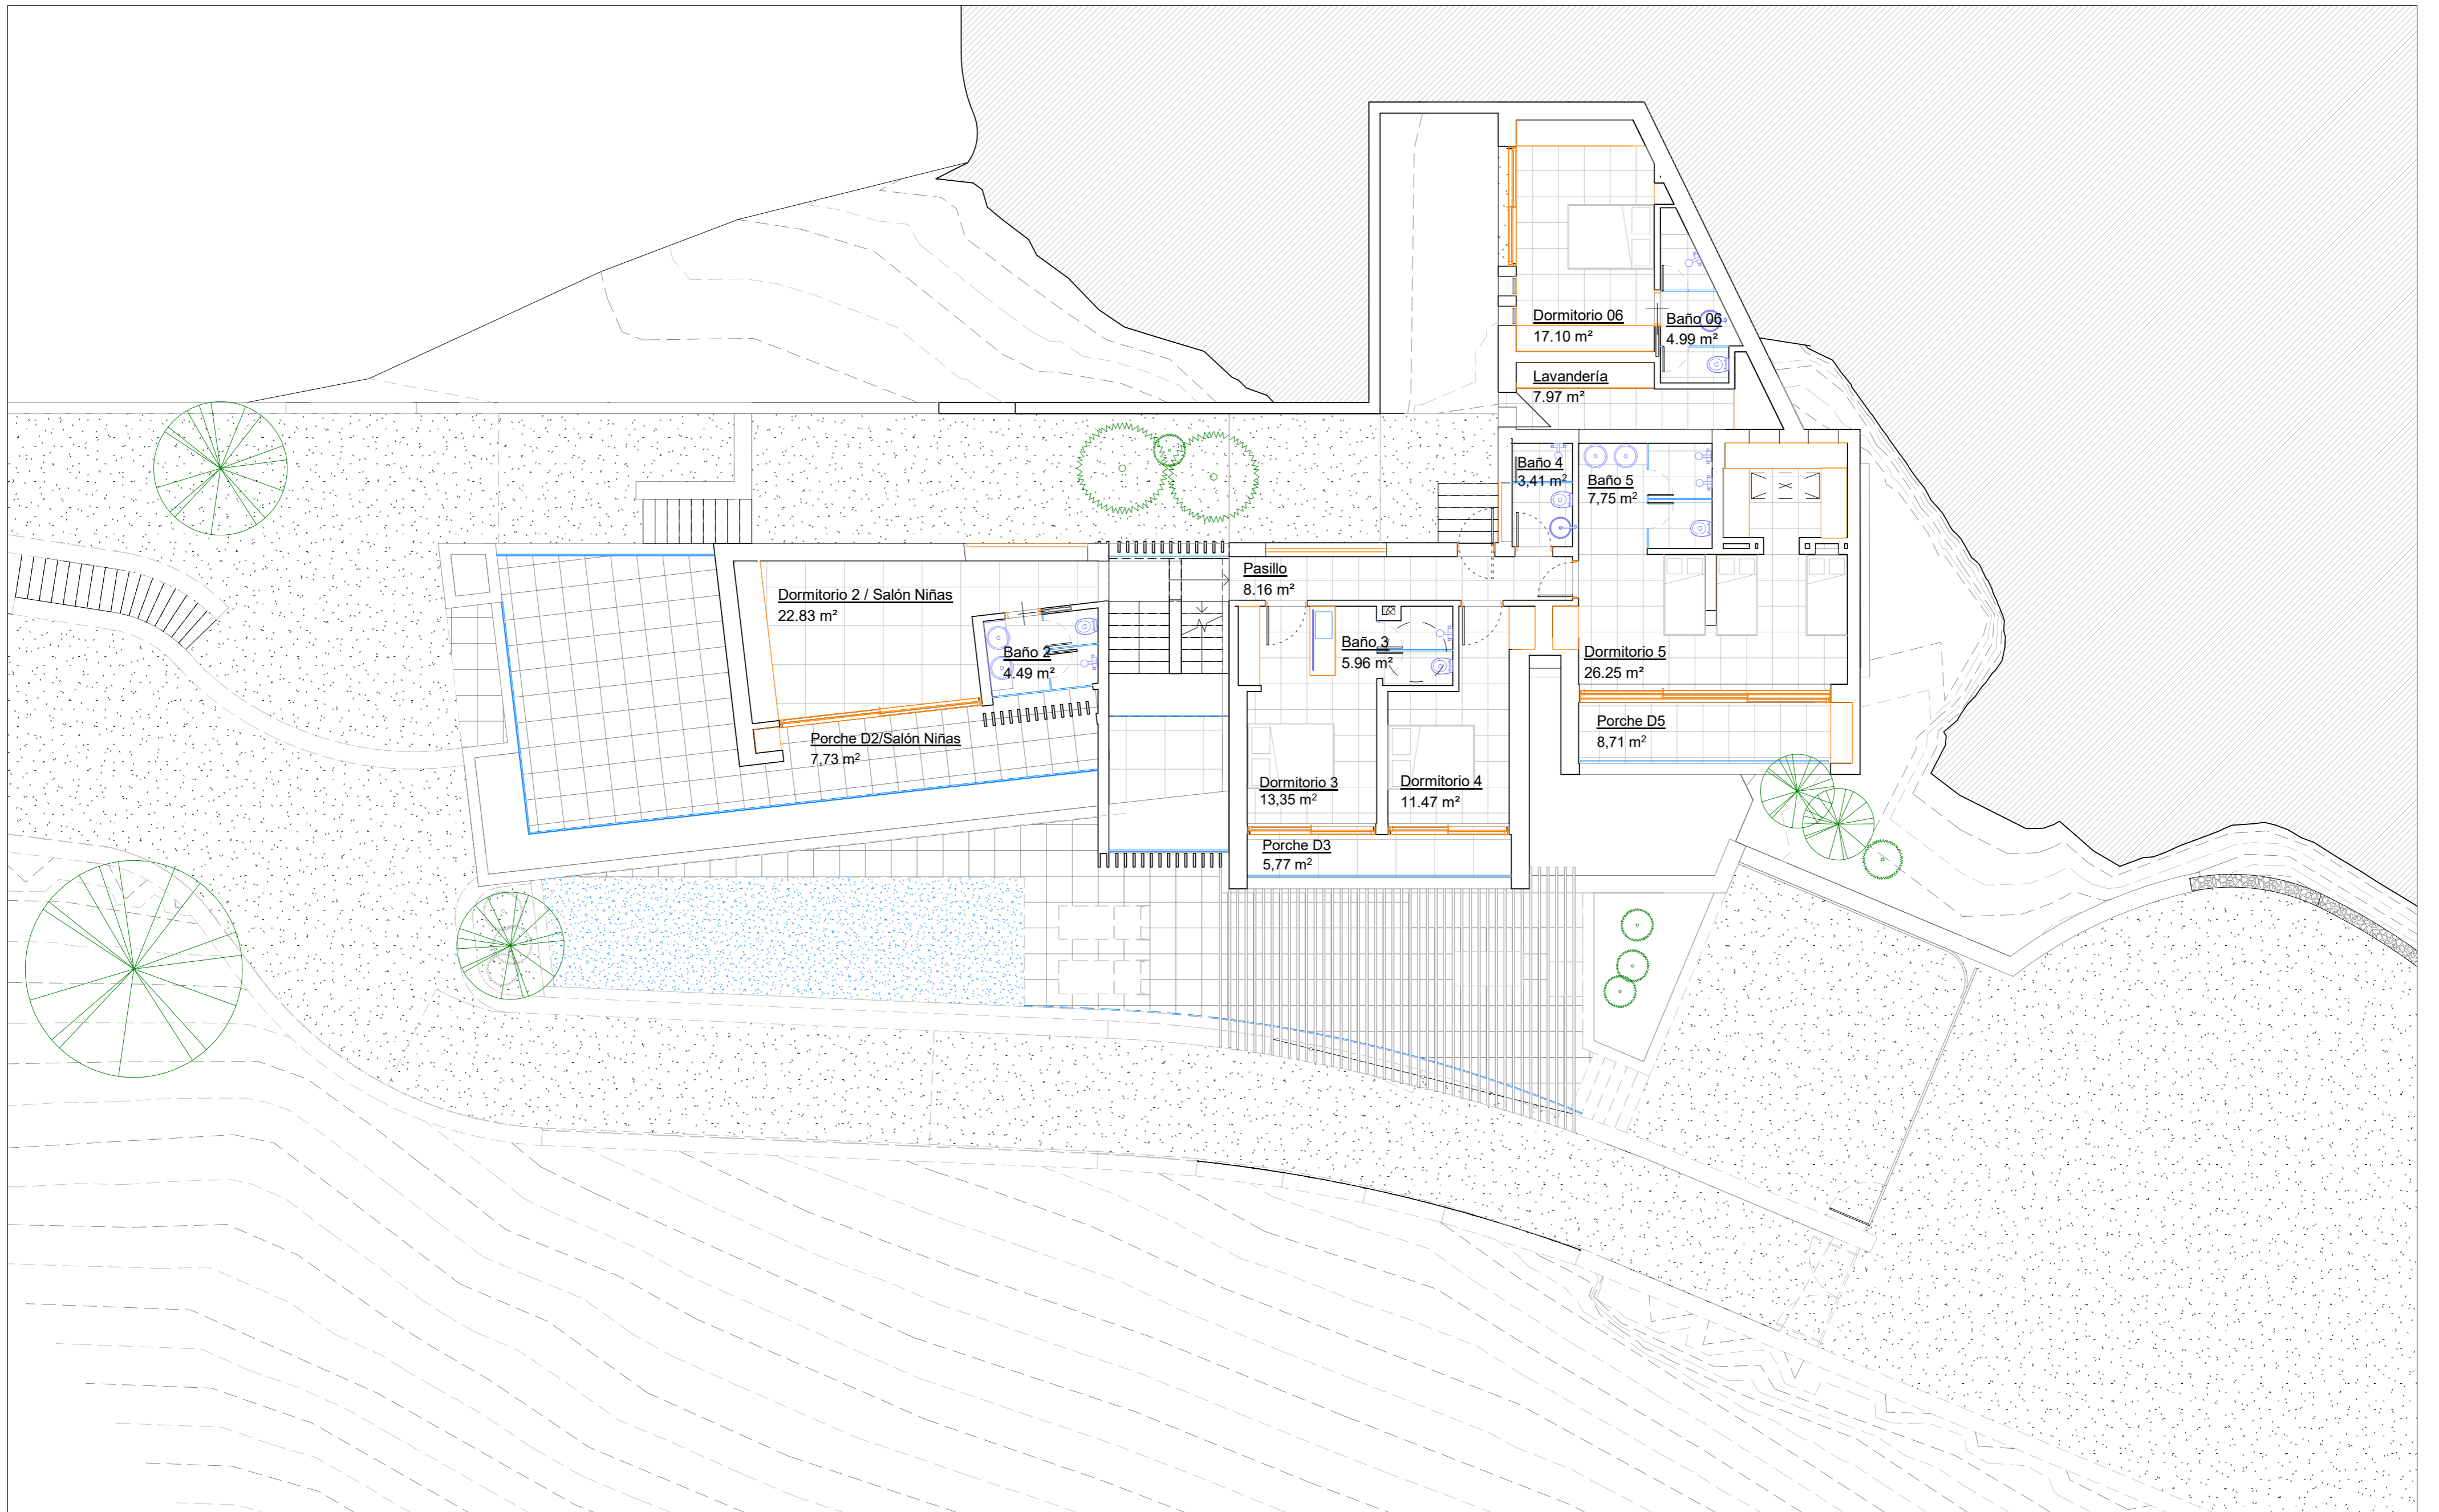 Dormitorio 06
17.10 m²
Baño 06
4.99 m²
Lavandería
7.97 m²
Baño 4
3,41 m²
Baño 5
7,75 m²
Pasillo
8.16 m²
Dormitorio 2 / Salón Niñas
22.83 m²
Baño 2
4.49 m²
Baño 3
5.96 m²
Dormitorio 5
26.25 m²
Porche D2/Salón Niñas
7,73 m²
Porche D5
8,71 m²
Dormitorio 3
13,35 m²
Dormitorio 4
11.47 m²
Porche D3
5,77 m²